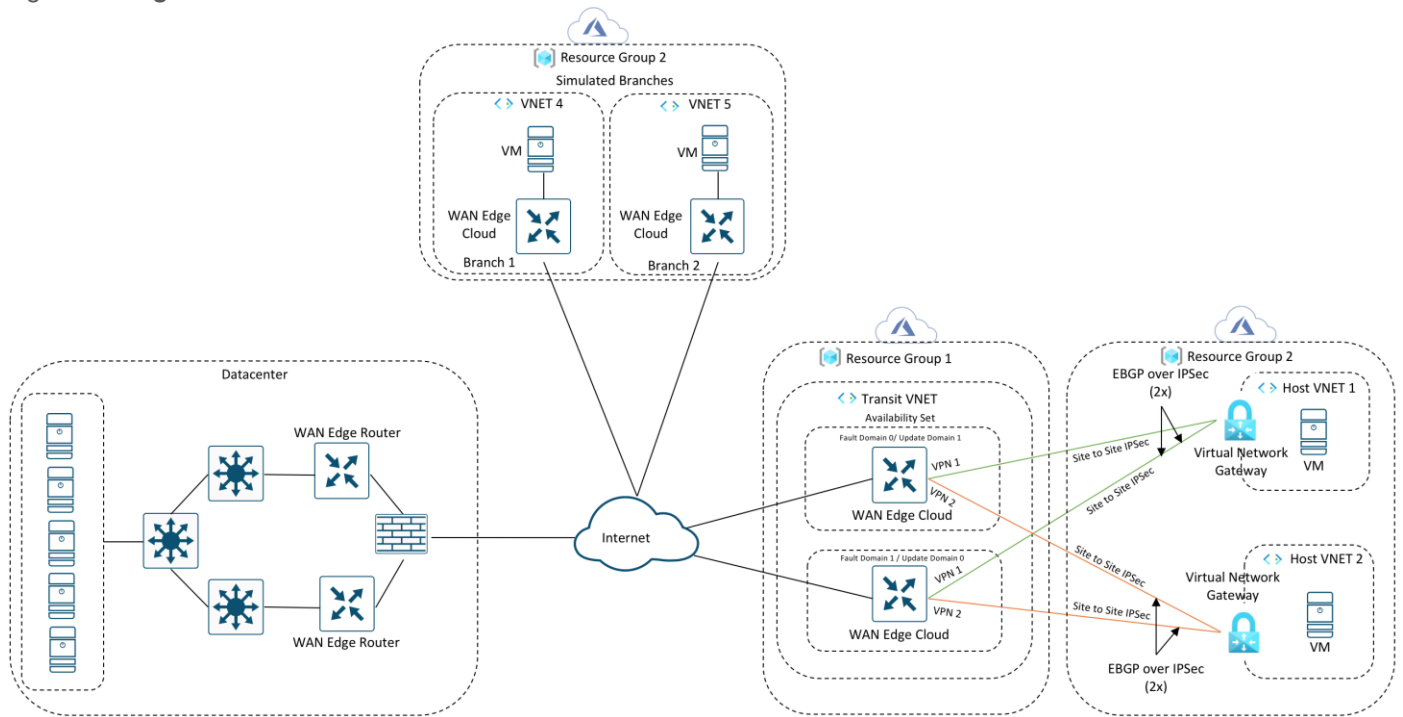 Resource Group 2
Simulated Branches
VNET 4
VNET 5
VM
VM
WAN Edge
Cloud
WAN Edge
Cloud
Branch 1
Branch 2
Datacenter
WAN Edge Router
WAN Edge Router
Internet
Resource Group 1
Transit VNET
Availability Set
Fault Domain 0/ Update Domain 1
VPN 1
VPN 2
WAN Edge Cloud
Fault Domain 1 / Update Domain 0
VPN 1
VPN 2
WAN Edge Cloud
Site to Site IPSec
Site to Site IPSec
Site to Site IPSec
Site to Site IPSec
Resource Group 2
EBGP over IPSec
(2x)
Host VNET 1
Virtual Network
Gateway
VM
Host VNET 2
Virtual Network
Gateway
VM
EBGP over IPSec
(2x)